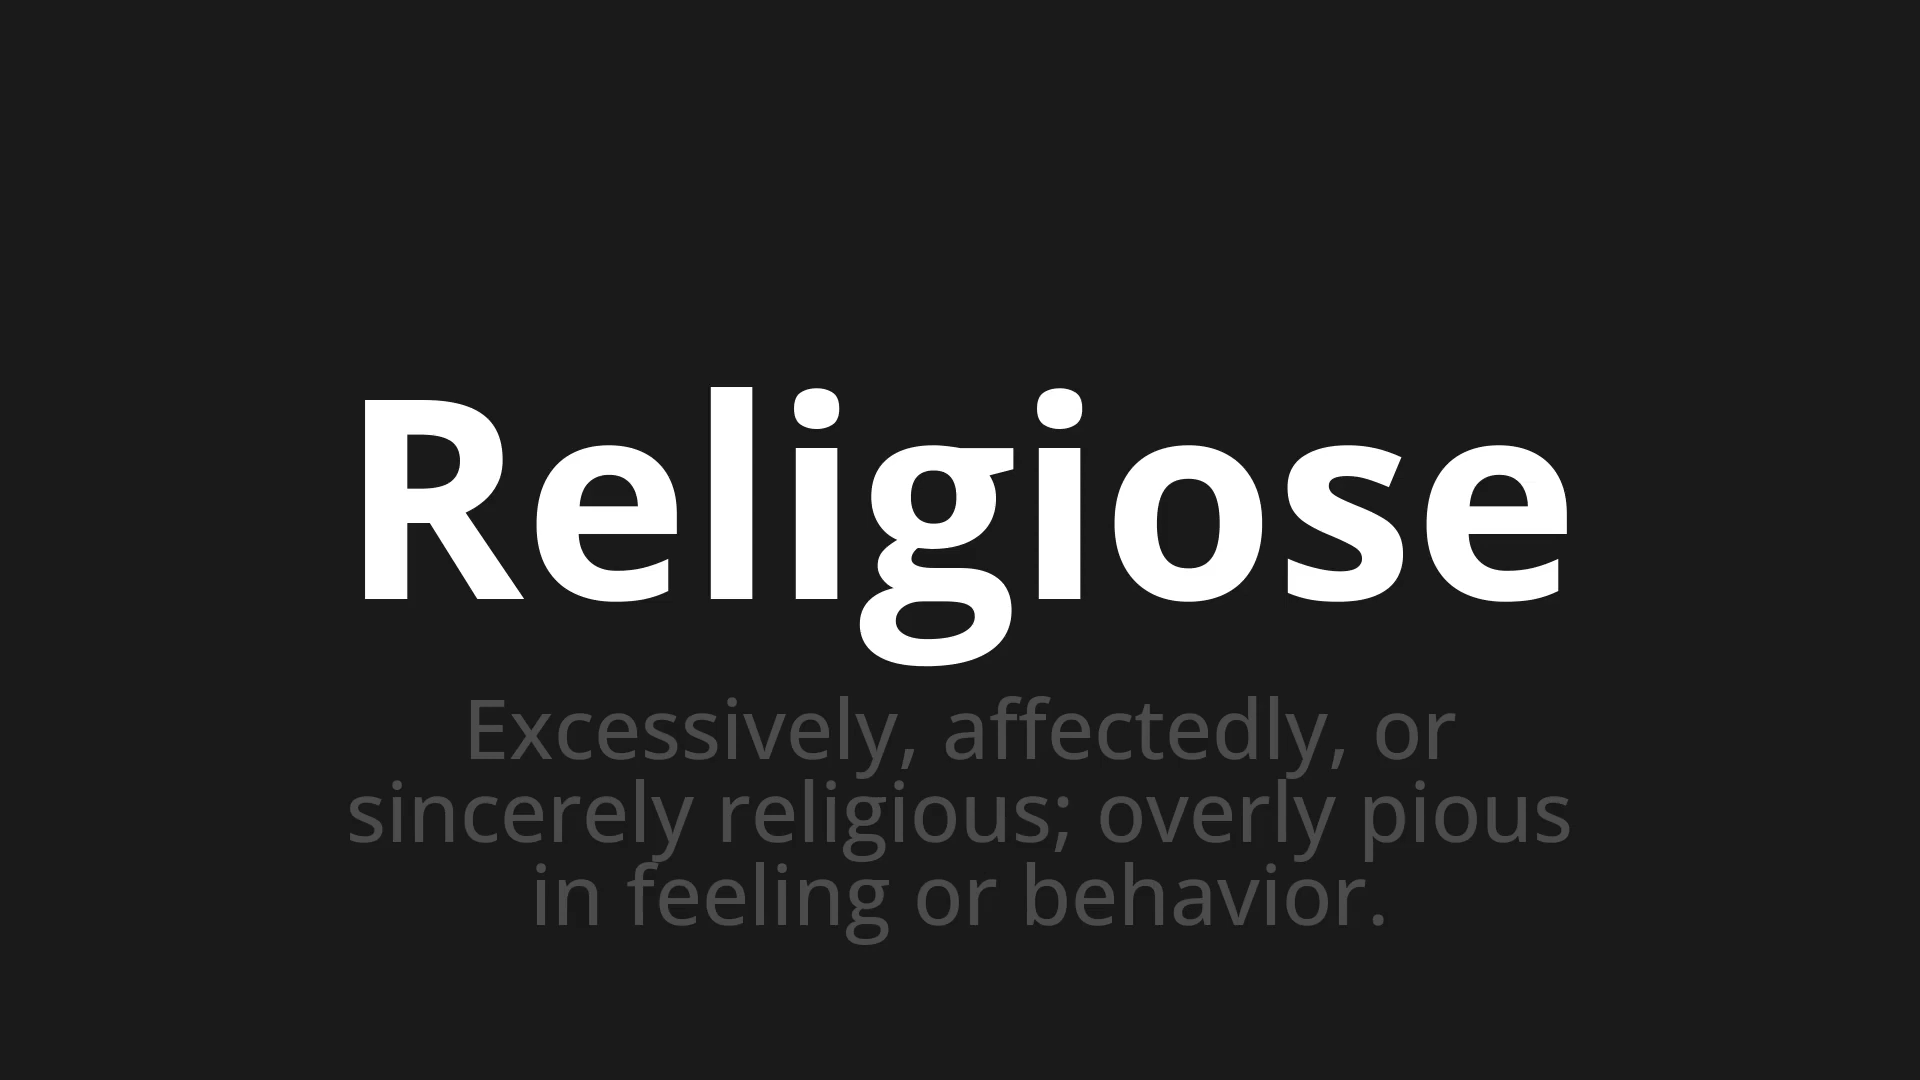 Religiose
Excessively, affectedly, or
sincerely religious; overly pious
in feeling or behavior.